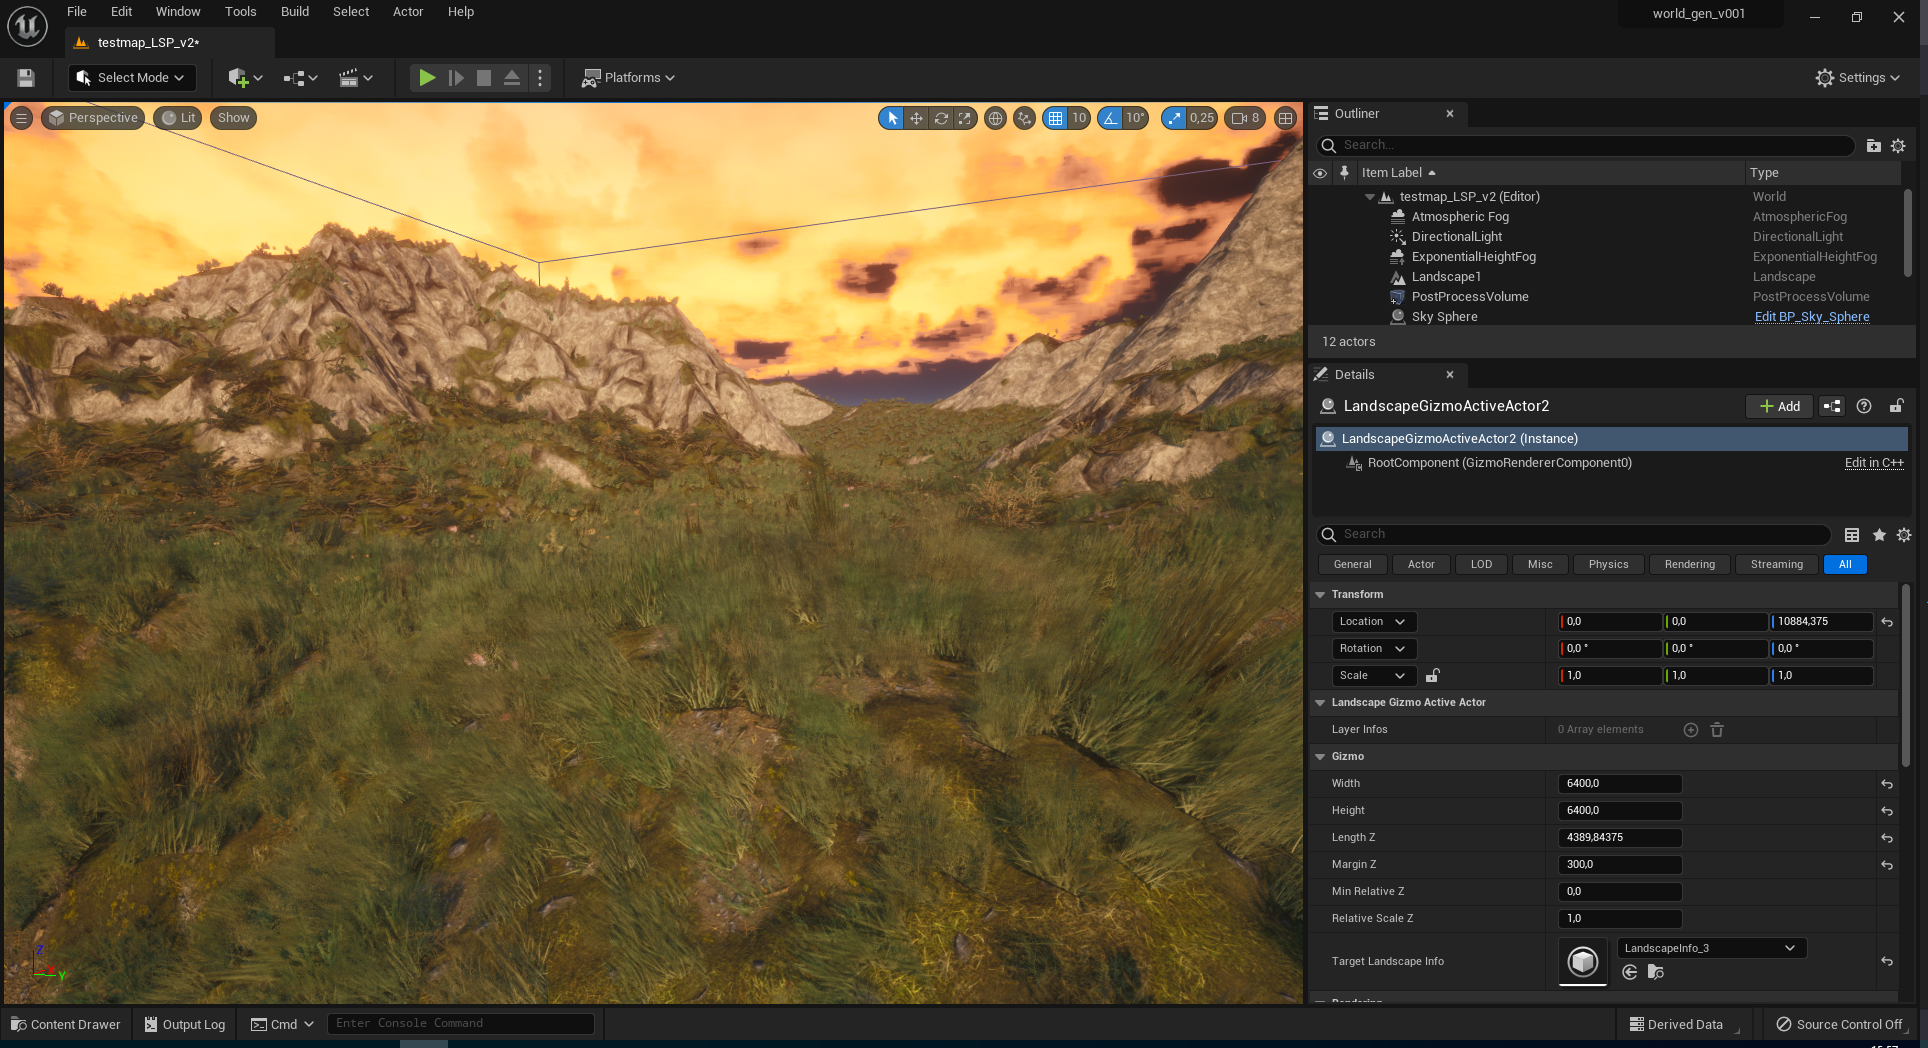 File Edit Window Tools Build Select Actor Help
world_gen_v001
testmap_LSP_v2*
Select Mode
Platforms
Settings
Perspective Lit Show
10 10° 0,25 8
Outliner
Search...
Item Label Type
testmap_LSP_v2 (Editor) World
Atmospheric Fog AtmosphericFog
DirectionalLight DirectionalLight
ExponentialHeightFog ExponentialHeightFog
Landscape1 Landscape
PostProcessVolume PostProcessVolume
Sky Sphere Edit BP_Sky_Sphere
12 actors
Details
LandscapeGizmoActiveActor2
Add
LandscapeGizmoActiveActor2 (Instance)
RootComponent (GizmoRendererComponent0) Edit in C++
Search
General Actor LOD Misc Physics Rendering Streaming All
Transform
Location 0,0 0,0 10884,375
Rotation 0,0 ° 0,0 ° 0,0 °
Scale 1,0 1,0 1,0
Landscape Gizmo Active Actor
Layer Infos 0 Array elements
Gizmo
Width 6400,0
Height 6400,0
Length Z 4389,84375
Margin Z 300,0
Min Relative Z 0,0
Relative Scale Z 1,0
LandscapeInfo_3
Target Landscape Info
Rendering
Z
Y
Content Drawer Output Log Cmd Enter Console Command Derived Data Source Control Off